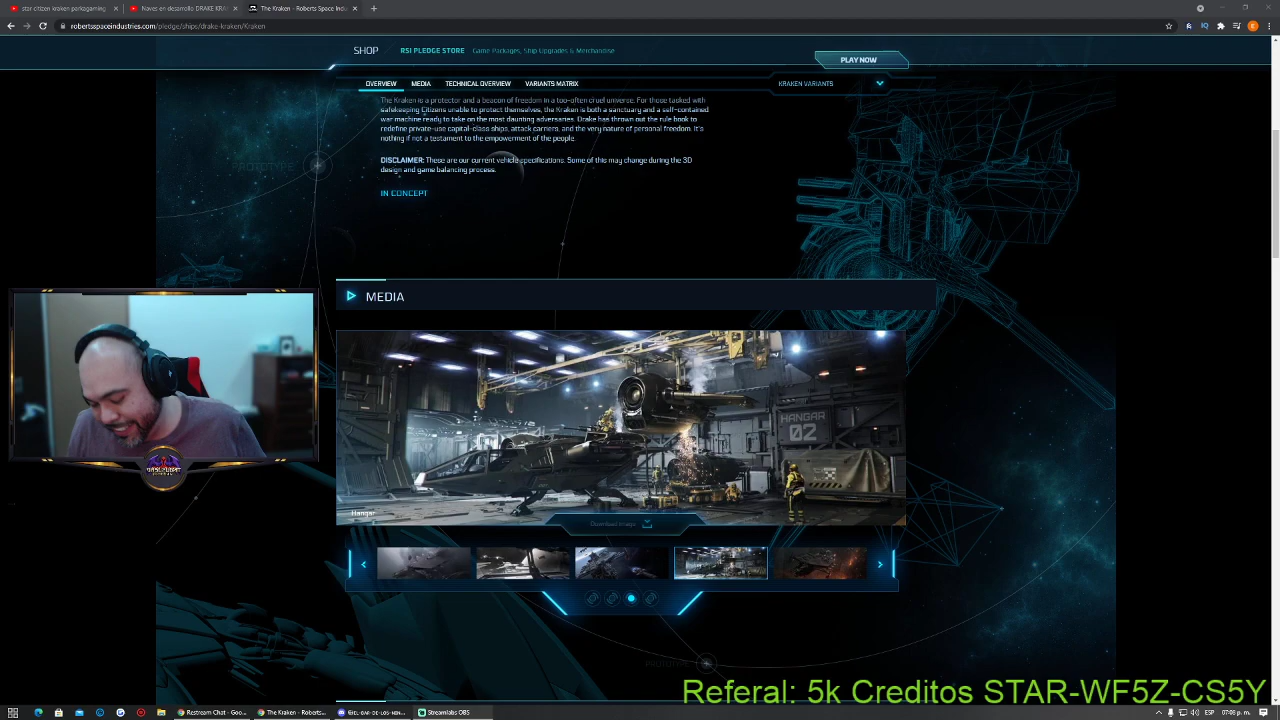 star citizen kraken parksgaming
Naves en desarrollo DRAKE KRA
The Kraken - Roberts Space Indu
robertsspaceindustries.com/pledge/ships/drake-kraken/Kraken
SHOP
RSI PLEDGE STORE
Game Packages, Ship Upgrades & Merchandise
PLAY NOW
OVERVIEW
MEDIA
TECHNICAL OVERVIEW
VARIANTS MATRIX
KRAKEN VARIANTS
The Kraken is a protector and a beacon of freedom in a too-often cruel universe. For those tasked with
safekeeping Citizens unable to protect themselves, the Kraken is both a sanctuary and a self-contained
war machine ready to take on the most daunting adversaries. Drake has thrown out the rule book to
redefine private-use capital-class ships, attack carriers, and the very nature of personal freedom. It's
nothing if not a testament to the empowerment of the people.
PROTOTYPE
DISCLAIMER: These are our current vehicle specifications. Some of this may change during the 3D
design and game balancing process.
IN CONCEPT
MEDIA
HANGAR
02
Hangar
Download image
PROTOTYPE
Referal: 5k Creditos STAR-WF5Z-CS5Y
Restream Chat - Goo...
The Kraken - Roberts...
Streamlabs OBS
ESP
07:08 p. m.